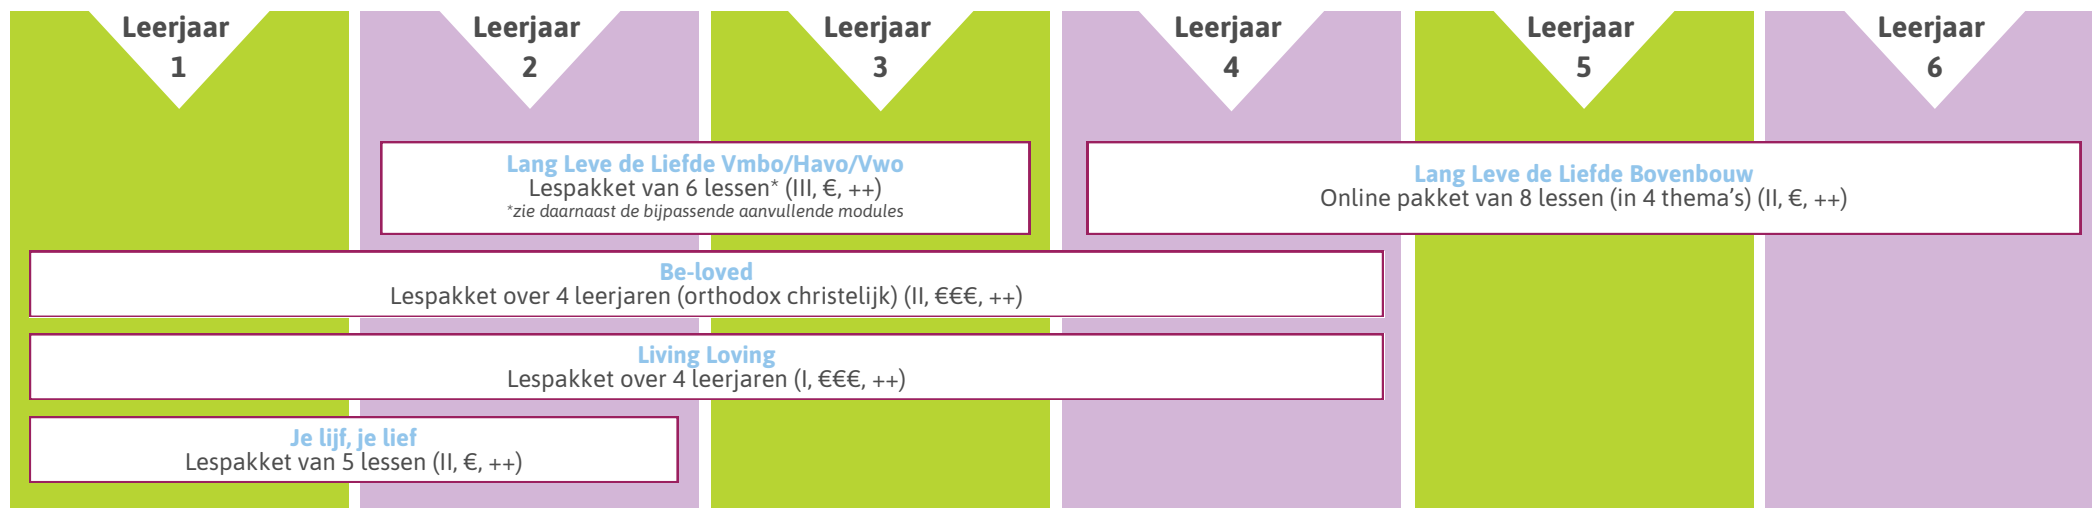 Leerjaar
1
Leerjaar
2
Leerjaar
3
Leerjaar
4
Leerjaar
5
Leerjaar
6
Lang Leve de Liefde Vmbo/Havo/Vwo
Lespakket van 6 lessen* (III, €, ++)
*zie daarnaast de bijpassende aanvullende modules
Lang Leve de Liefde Bovenbouw
Online pakket van 8 lessen (in 4 thema's) (II, €, ++)
Be-loved
Lespakket over 4 leerjaren (orthodox christelijk) (II, €€€, ++)
Living Loving
Lespakket over 4 leerjaren (I, €€€, ++)
Je lijf, je lief
Lespakket van 5 lessen (II, €, ++)